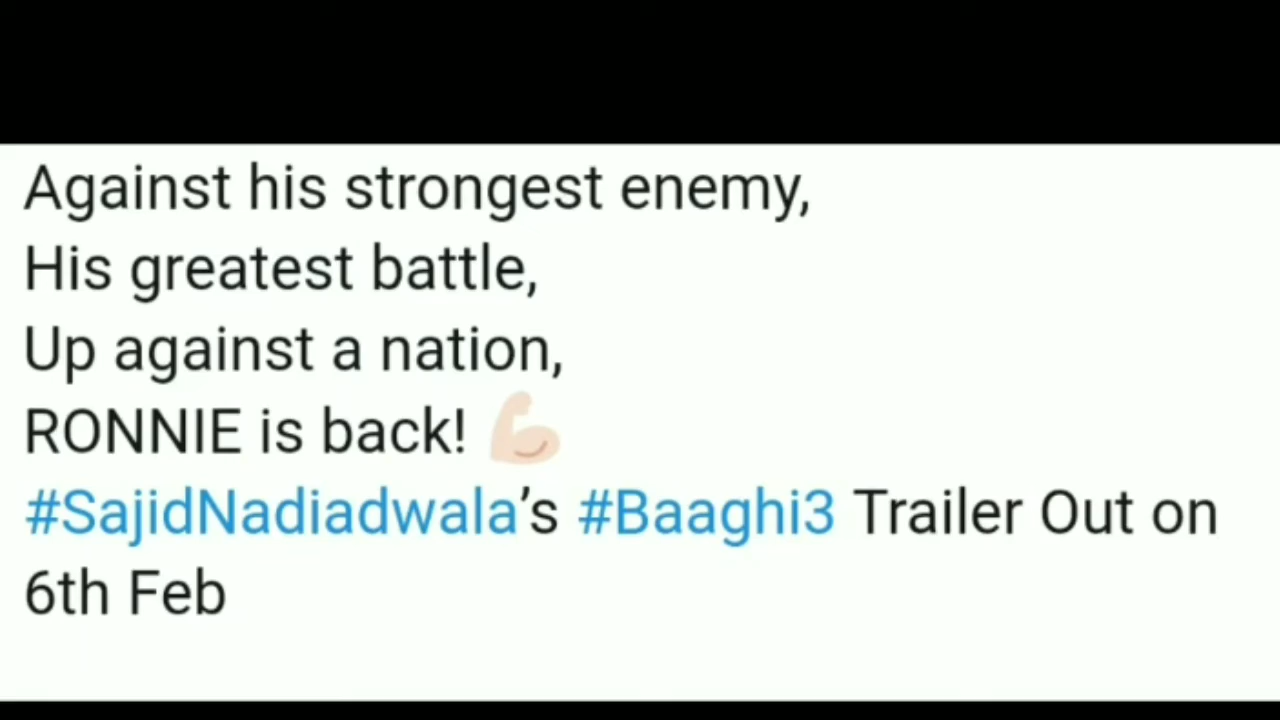 Against his strongest enemy,
His greatest battle,
Up against a nation,
RONNIE is back! 💪🏻
#SajidNadiadwala’s #Baaghi3 Trailer Out on
6th Feb